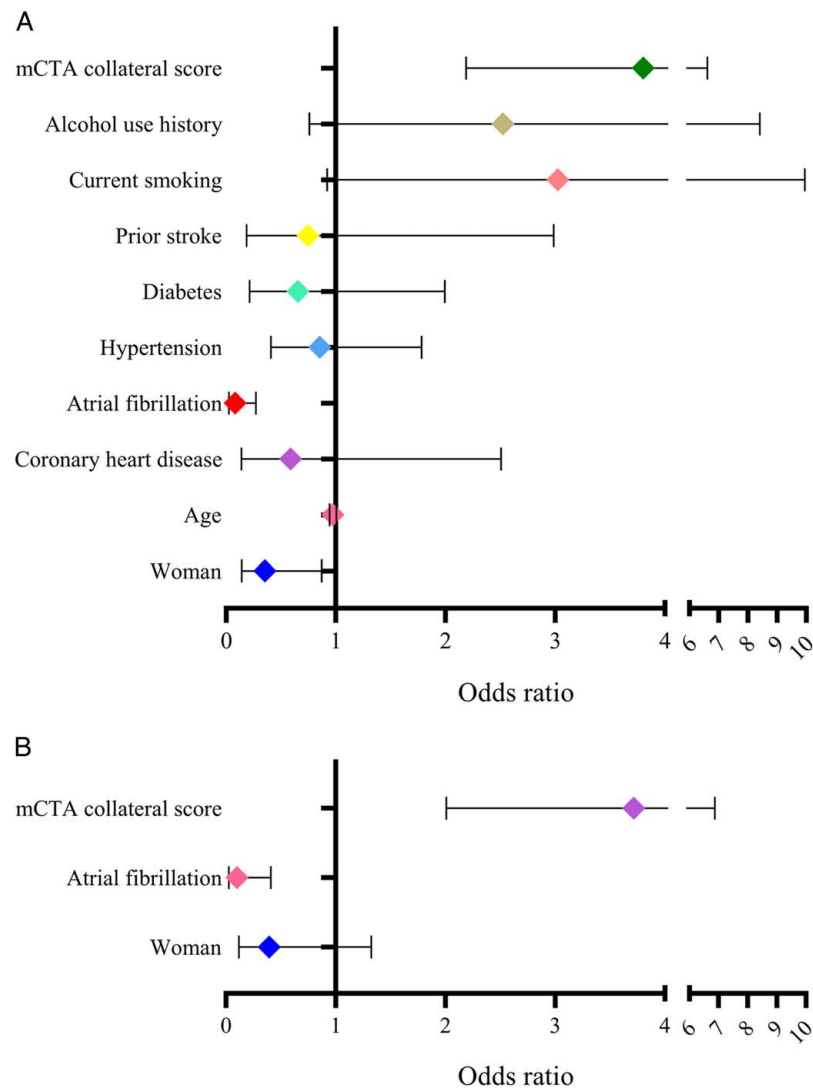 A
mCTA collateral score
Alcohol use history
Current smoking
Prior stroke
Diabetes
Hypertension
Atrial fibrillation
Coronary heart disease
Age
Woman
0 1 2 3 4 6 7 8 9 10
Odds ratio
B
mCTA collateral score
Atrial fibrillation
Woman
0 1 2 3 4 6 7 8 9 10
Odds ratio